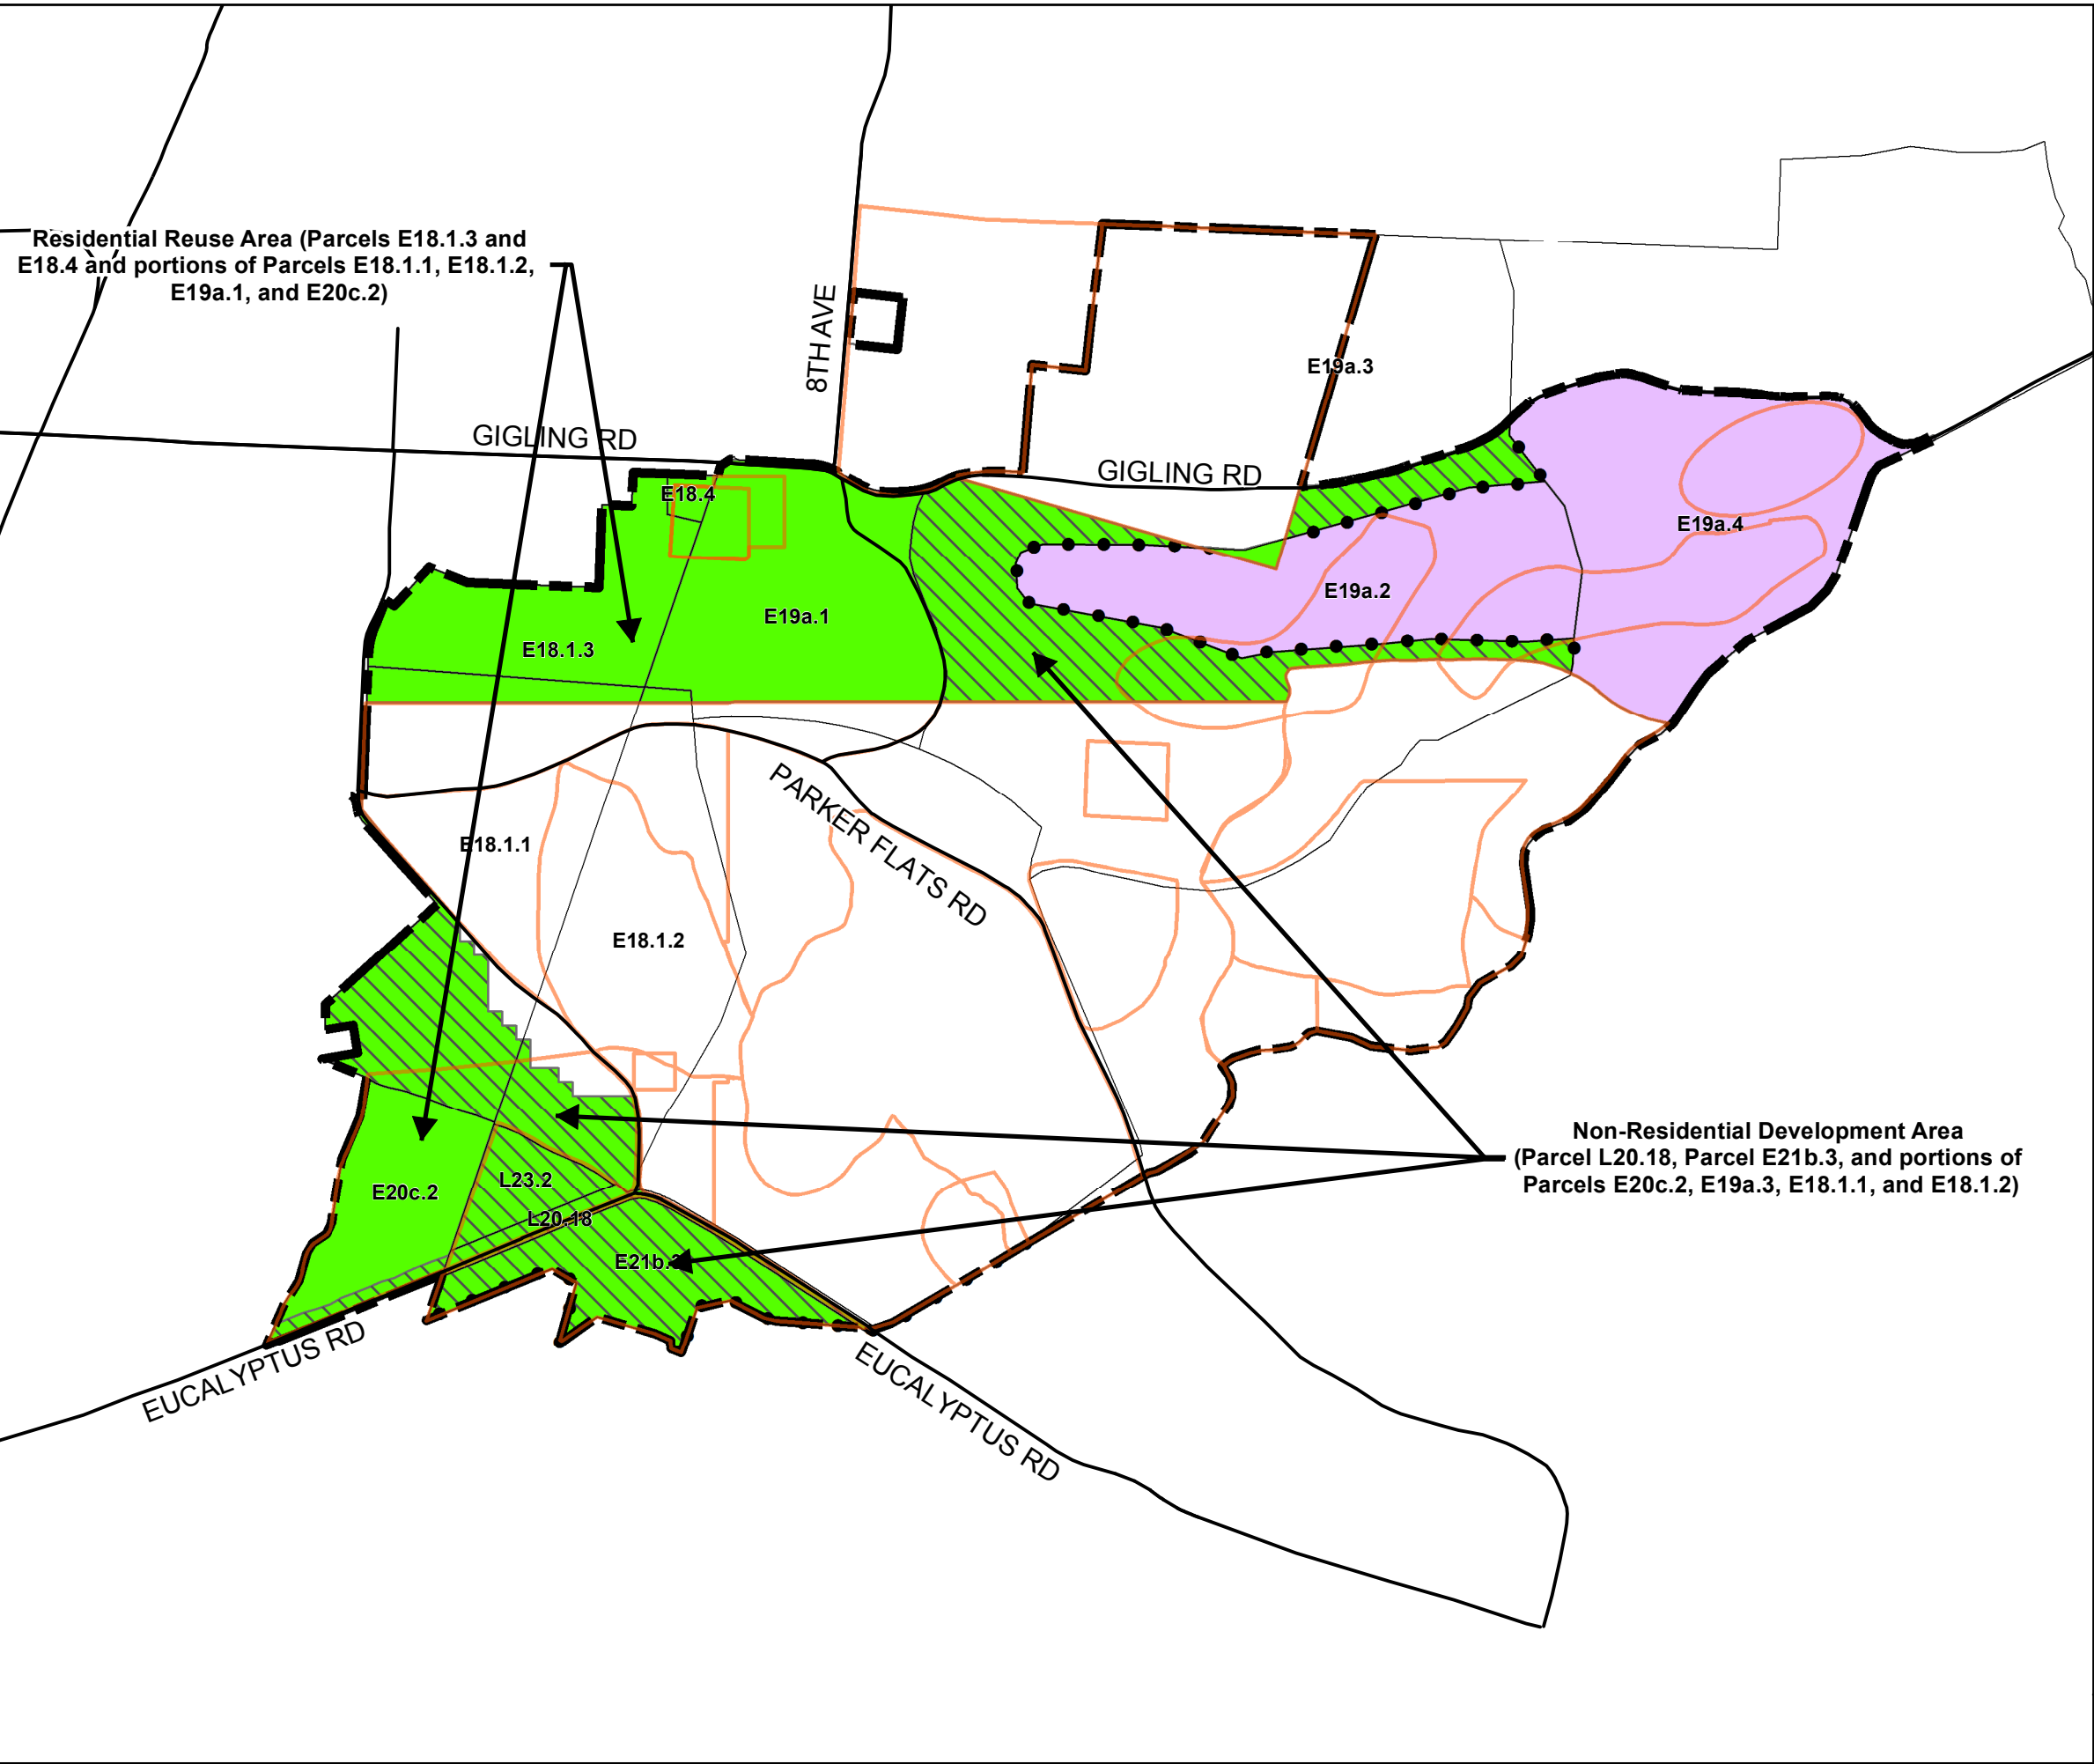 Residential Reuse Area (Parcels E18.1.3 and
E18.4 and portions of Parcels E18.1.1, E18.1.2,
E19a.1, and E20c.2)
8TH AVE
E19a.3
GIGLING RD
GIGLING RD
E18.4
E19a.4
E19a.2
E19a.1
E18.1.3
PARKER FLATS RD
E18.1.1
E18.1.2
Non-Residential Development Area
(Parcel L20.18, Parcel E21b.3, and portions of
Parcels E20c.2, E19a.3, E18.1.1, and E18.1.2)
L23.2
E20c.2
L20.18
E21b.3
EUCALYPTUS RD
EUCALYPTUS RD